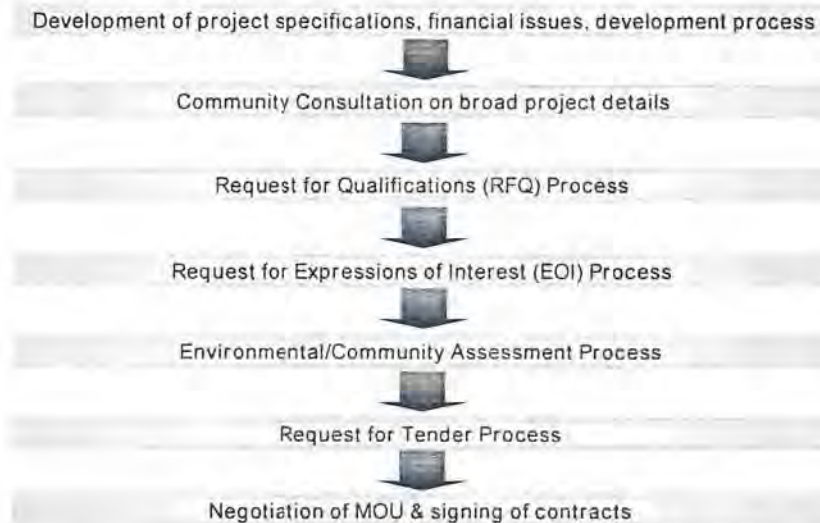 Development of project specifications, financial issues, development process
Community Consultation on broad project details
Request for Qualifications (RFQ) Process
Request for Expressions of Interest (EOI) Process
Environmental/Community Assessment Process
Request for Tender Process
Negotiation of MOU & signing of contracts